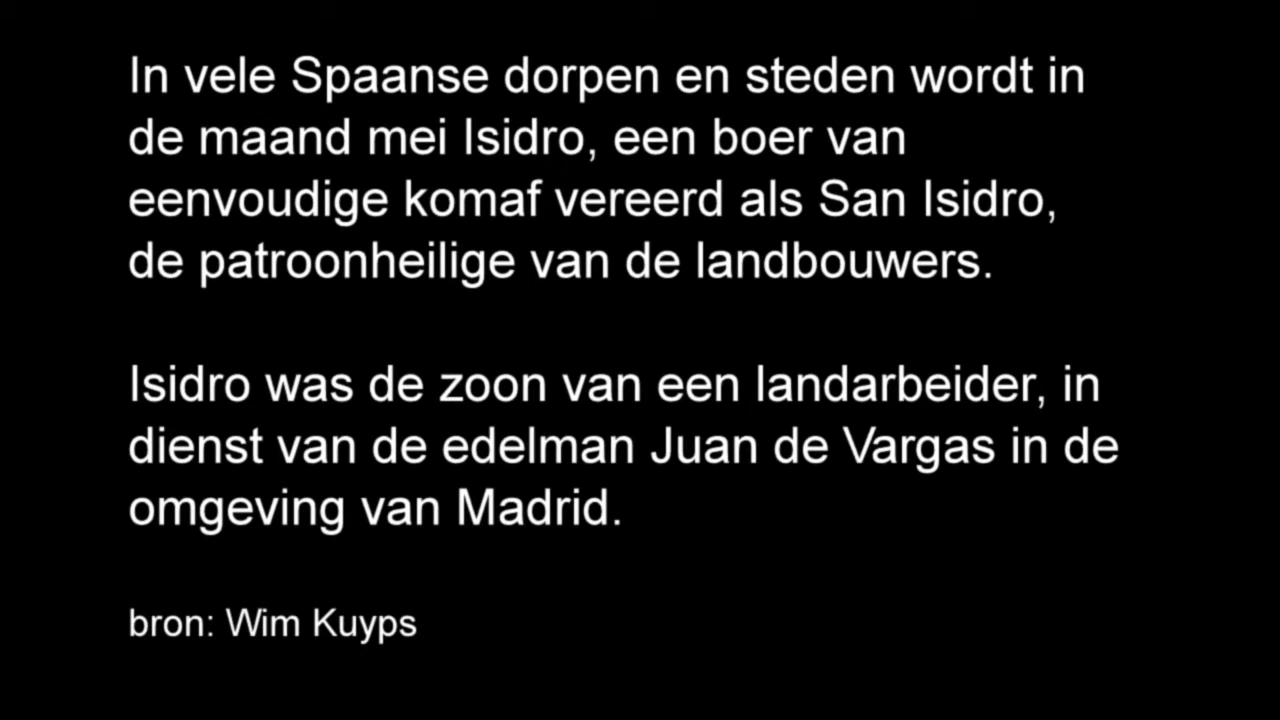 In vele Spaanse dorpen en steden wordt in
de maand mei Isidro, een boer van
eenvoudige komaf vereerd als San Isidro,
de patroonheilige van de landbouwers.
Isidro was de zoon van een landarbeider, in
dienst van de edelman Juan de Vargas in de
omgeving van Madrid.
bron: Wim Kuyps